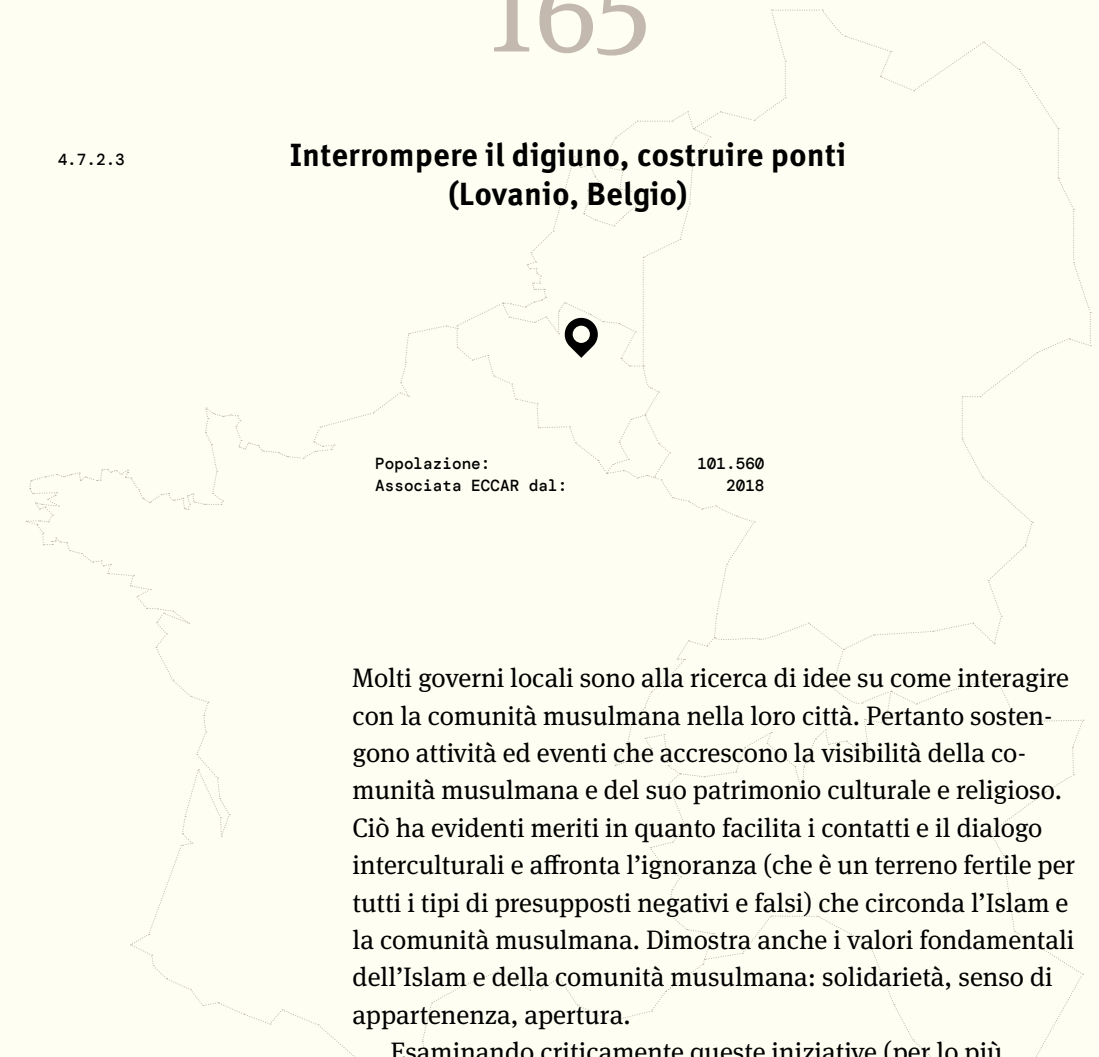 165
4.7.2.3
Interrompere il digiuno, costruire ponti
(Lovanio, Belgio)
Popolazione: 101.560
Associata ECCAR dal: 2018
Molti governi locali sono alla ricerca di idee su come interagire
con la comunità musulmana nella loro città. Pertanto sosten-
gono attività ed eventi che accrescono la visibilità della co-
munità musulmana e del suo patrimonio culturale e religioso.
Ciò ha evidenti meriti in quanto facilita i contatti e il dialogo
interculturali e affronta l’ignoranza (che è un terreno fertile per
tutti i tipi di presupposti negativi e falsi) che circonda l’Islam e
la comunità musulmana. Dimostra anche i valori fondamentali
dell’Islam e della comunità musulmana: solidarietà, senso di
appartenenza, apertura.
Esaminando criticamente queste iniziative (per lo più